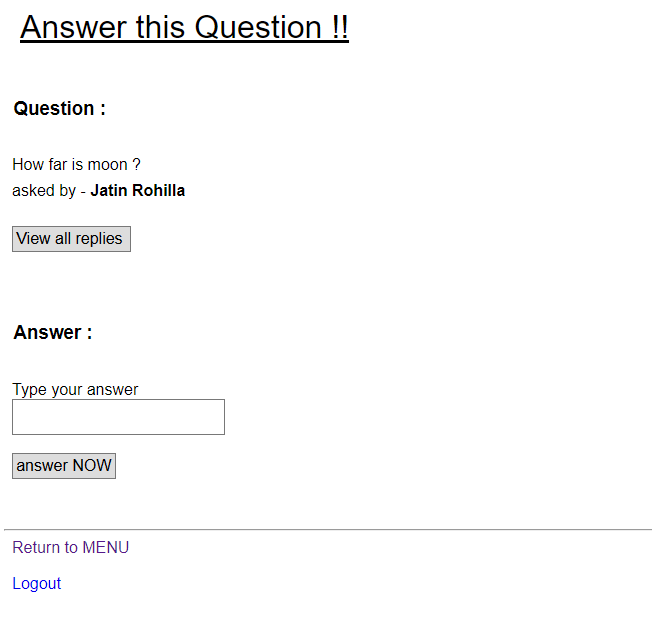 Answer this Question !!
Question :
How far is moon ?
asked by - Jatin Rohilla
View all replies
Answer :
Type your answer
answer NOW
Return to MENU
Logout